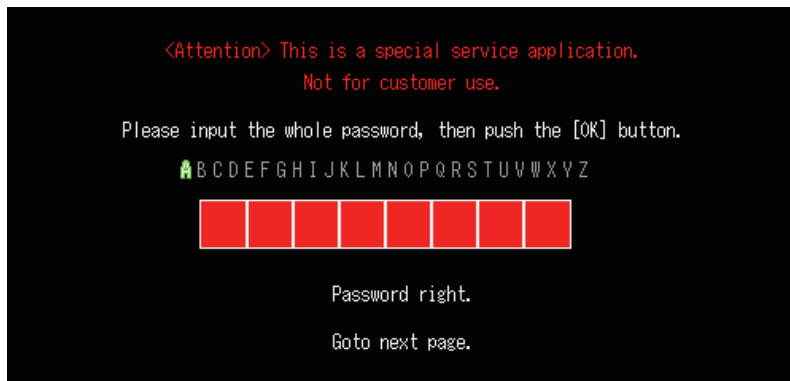 <Attention> This is a special service application.
Not for customer use.
Please input the whole password, then push the [OK] button.
A B C D E F G H I J K L M N O P Q R S T U V W X Y Z
Password right.
Goto next page.